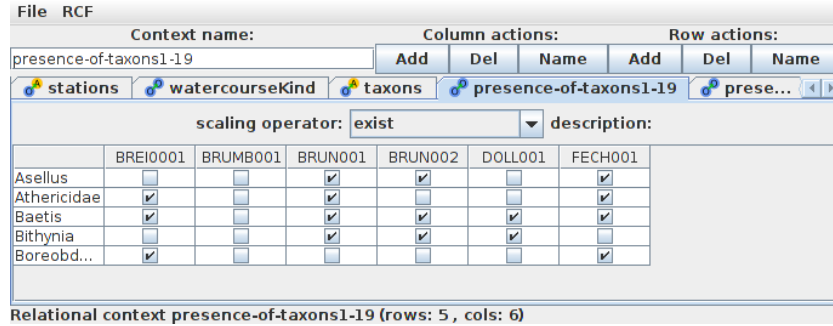 File RCF
Context name: Column actions: Row actions:
presence-of-taxons1-19 Add Del Name Add Del Name
stations watercourseKind taxons presence-of-taxons1-19 prese...
scaling operator: exist description:
BREI0001 BRUMB001 BRUN001 BRUN002 DOLL001 FECH001
Asellus
Athericidae
Baetis
Bithynia
Boreobd...
Relational context presence-of-taxons1-19 (rows: 5 , cols: 6)